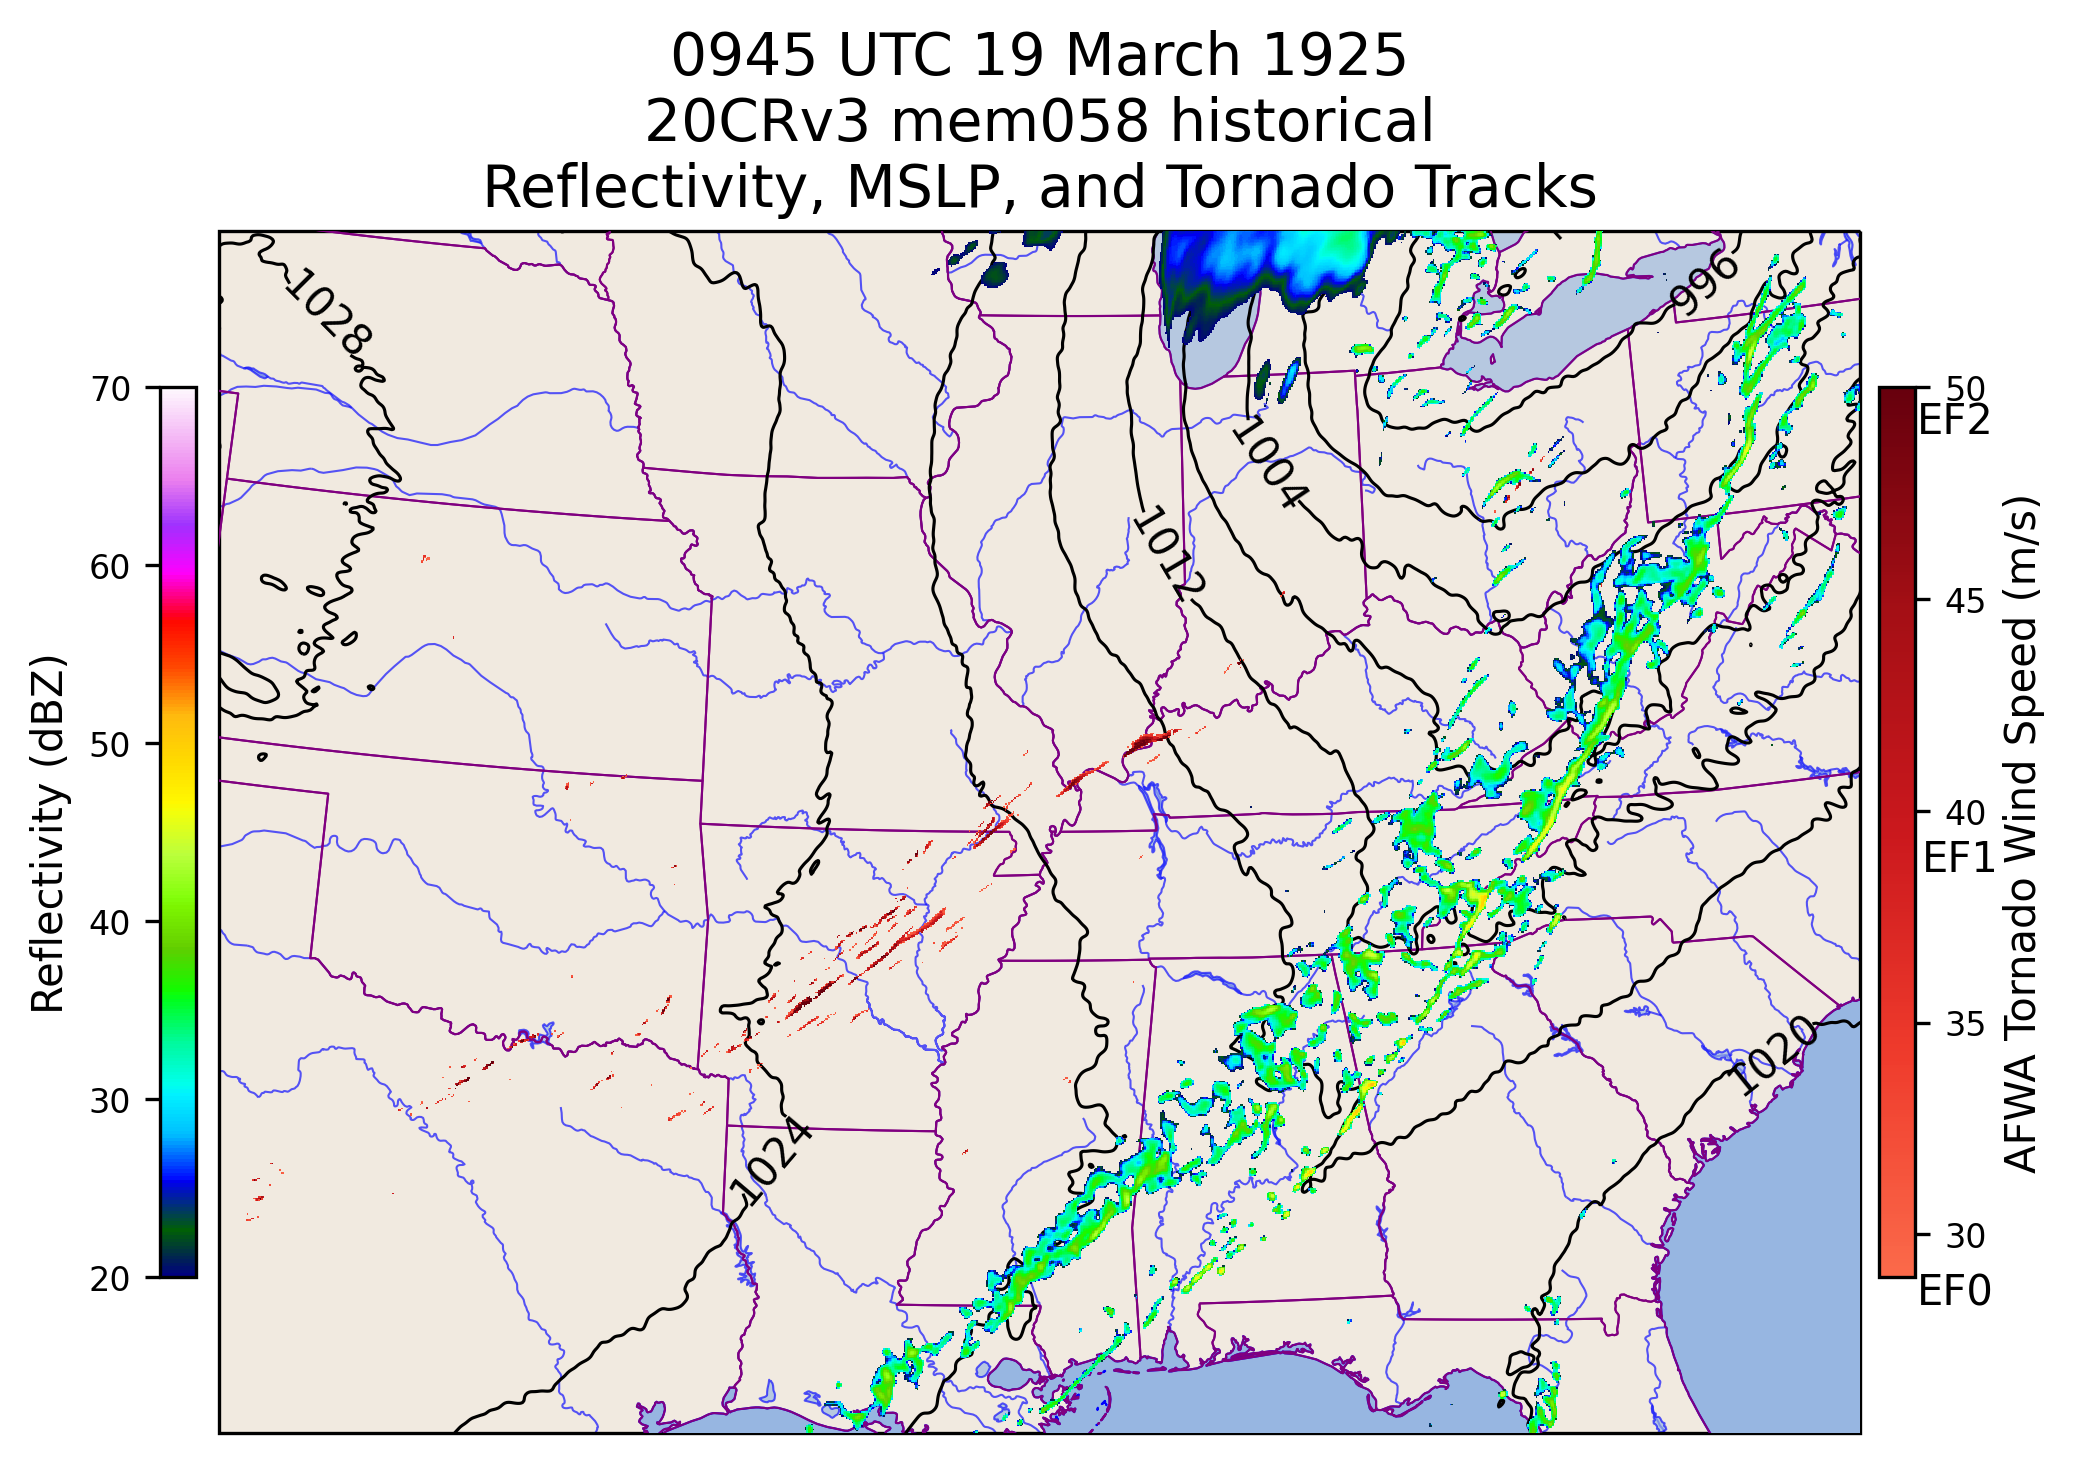 0945 UTC 19 March 1925
20CRv3 mem058 historical
Reflectivity, MSLP, and Tornado Tracks
1028
996
1004
1012
1020
1024
Reflectivity (dBZ)
70
60
50
40
30
20
50
EF2
45
40
EF1
35
30
EF0
AFWA Tornado Wind Speed (m/s)